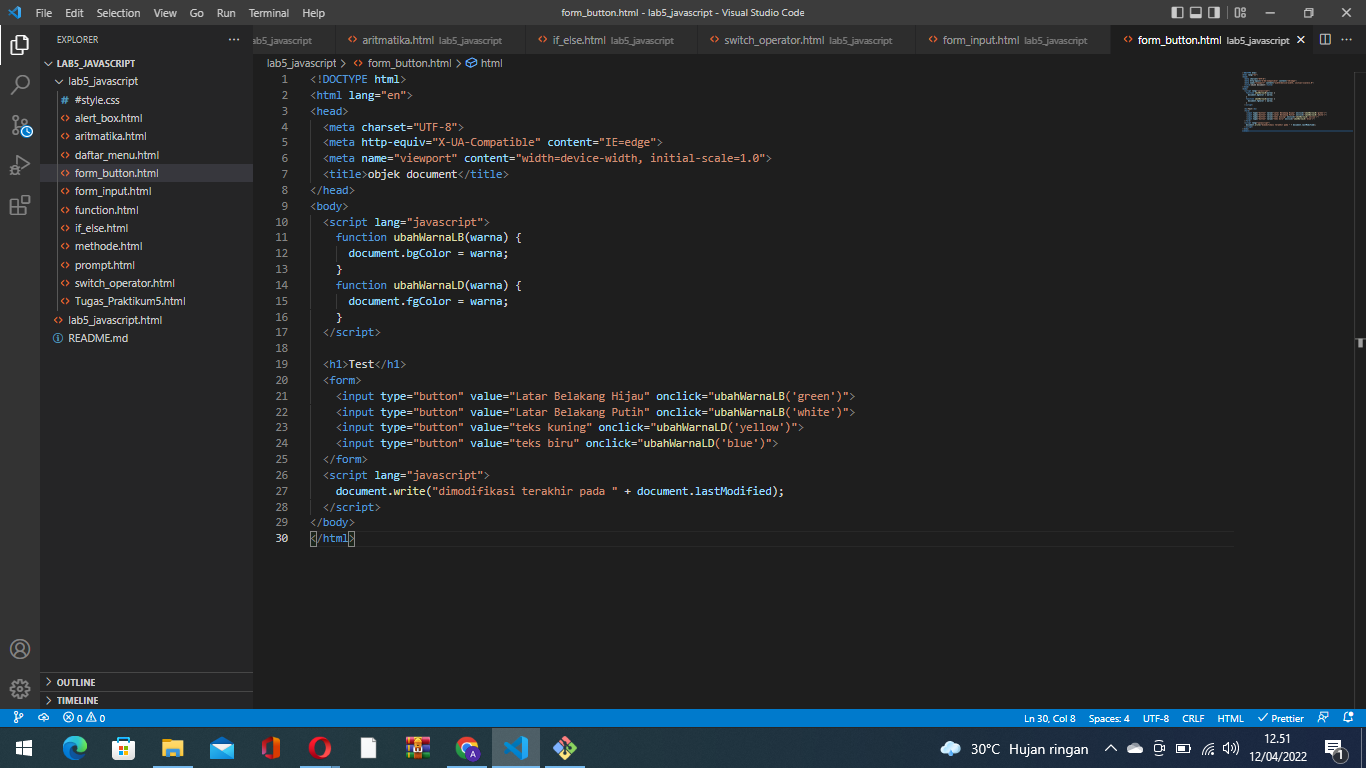 File Edit Selection View Go Run Terminal Help
form_button.html - lab5_javascript - Visual Studio Code
EXPLORER
ab5_javascript
aritmatika.html lab5_javascript
if_else.html lab5_javascript
switch_operator.html lab5_javascript
form_input.html lab5_javascript
form_button.html lab5_javascript
LAB5_JAVASCRIPT
lab5_javascript
#style.css
alert_box.html
aritmatika.html
daftar_menu.html
form_button.html
form_input.html
function.html
if_else.html
methode.html
prompt.html
switch_operator.html
Tugas_Praktikum5.html
lab5_javascript.html
README.md
OUTLINE
TIMELINE
lab5_javascript > form_button.html > html
1 <!DOCTYPE html>
2 <html lang="en">
3 <head>
4 <meta charset="UTF-8">
5 <meta http-equiv="X-UA-Compatible" content="IE=edge">
6 <meta name="viewport" content="width=device-width, initial-scale=1.0">
7 <title>objek document</title>
8 </head>
9 <body>
10 <script lang="javascript">
11 function ubahWarnaLB(warna) {
12 document.bgColor = warna;
13 }
14 function ubahWarnaLD(warna) {
15 document.fgColor = warna;
16 }
17 </script>
18
19 <h1>Test</h1>
20 <form>
21 <input type="button" value="Latar Belakang Hijau" onclick="ubahWarnaLB('green')">
22 <input type="button" value="Latar Belakang Putih" onclick="ubahWarnaLB('white')">
23 <input type="button" value="teks kuning" onclick="ubahWarnaLD('yellow')">
24 <input type="button" value="teks biru" onclick="ubahWarnaLD('blue')">
25 </form>
26 <script lang="javascript">
27 document.write("dimodifikasi terakhir pada " + document.lastModified);
28 </script>
29 </body>
30 </html>
0 0
Ln 30, Col 8 Spaces: 4 UTF-8 CRLF HTML Prettier
30°C Hujan ringan
12.51
12/04/2022
1